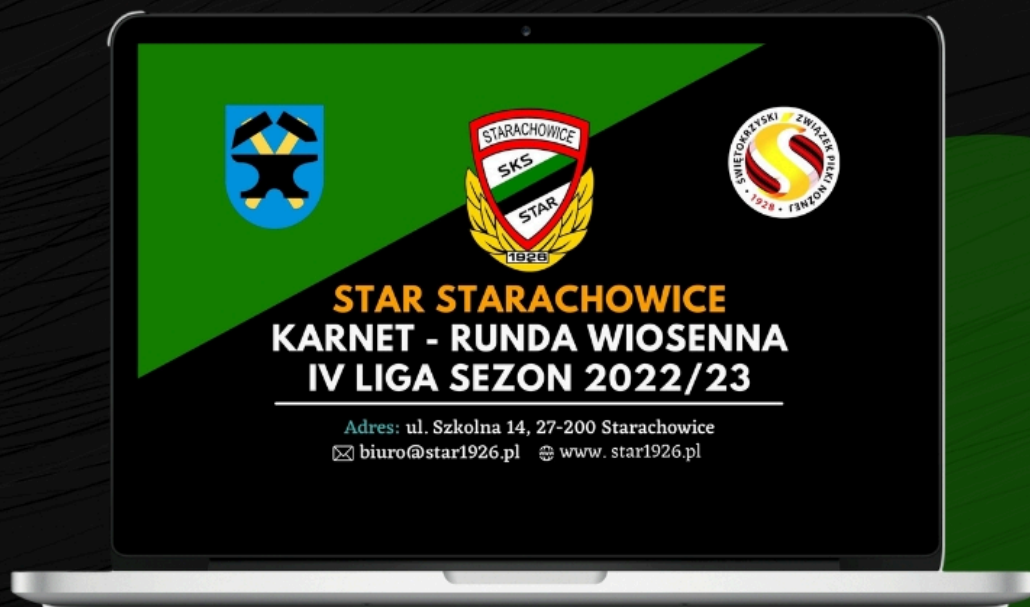 STARACHOWICE
SKS
STAR
1926
ŚWIĘTOKRZYSKI ZWIĄZEK PIŁKI NOŻNEJ
• 1928 •
STAR STARACHOWICE
KARNET - RUNDA WIOSENNA
IV LIGA SEZON 2022/23
Adres: ul. Szkolna 14, 27-200 Starachowice
biuro@star1926.pl www. star1926.pl